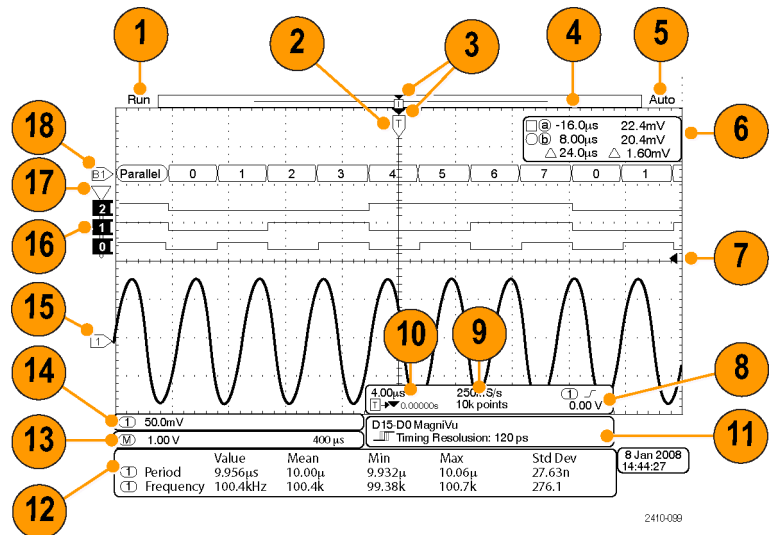 1
2
3
4
5
Run
T
Auto
T
a -16.0µs 22.4mV
b 8.00µs 20.4mV
△ 24.0µs △ 1.60mV
6
18
B1
Parallel 0 1 2 3 4 5 6 7 0 1
17
2
16
1
0
7
15
1
10
9
8
14
4.00µs 250MS/s 1
T 0.00000s 10k points 0.00 V
1 50.0mV
13
M 1.00 V 400 µs
D15-D0 MagniVu
Timing Resolusion: 120 ps
11
Value Mean Min Max Std Dev
1 Period 9.956µs 10.00µ 9.932µ 10.06µ 27.63n
1 Frequency 100.4kHz 100.4k 99.38k 100.7k 276.1
8 Jan 2008
14:44:27
12
2410-099